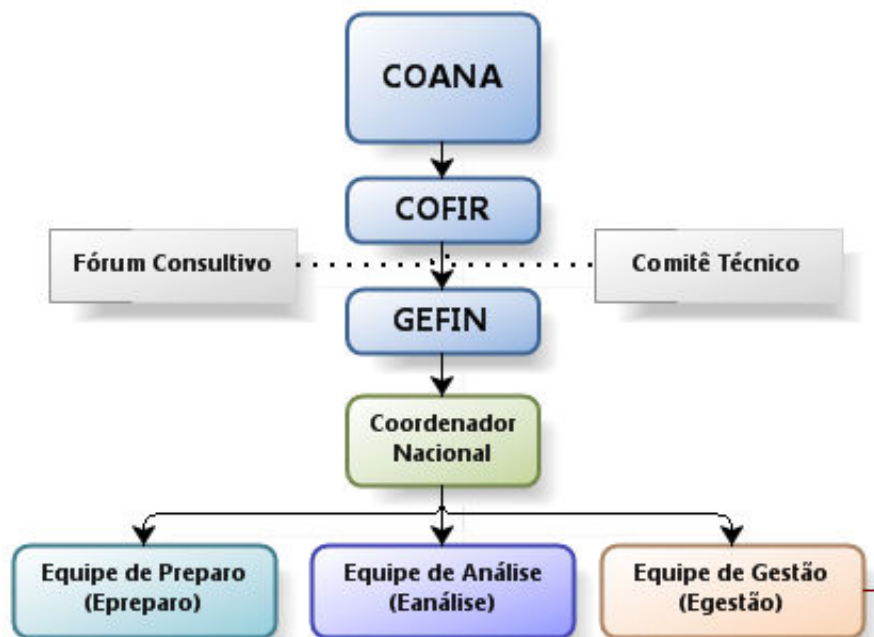 COANA
COFIR
Fórum Consultivo
Comitê Técnico
GEFIN
Coordenador
Nacional
Equipe de Preparo
(Epreparo)
Equipe de Análise
(Eanálise)
Equipe de Gestão
(Egestão)